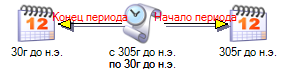 Конец периода Начало периода
12 12
30г до н.э. с 305г до н.э. 305г до н.э.
по 30г до н.э.